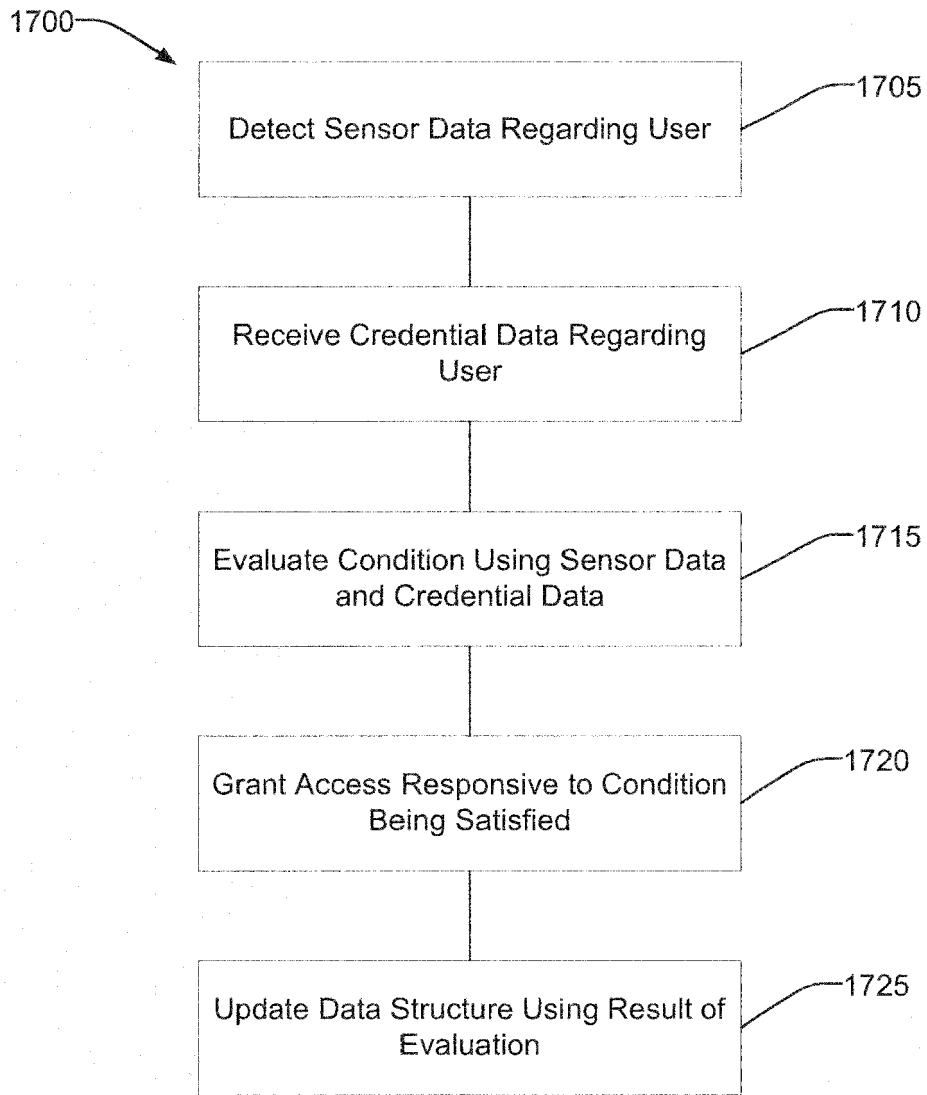 1700
1705
Detect Sensor Data Regarding User
1710
Receive Credential Data Regarding
User
1715
Evaluate Condition Using Sensor Data
and Credential Data
1720
Grant Access Responsive to Condition
Being Satisfied
1725
Update Data Structure Using Result of
Evaluation